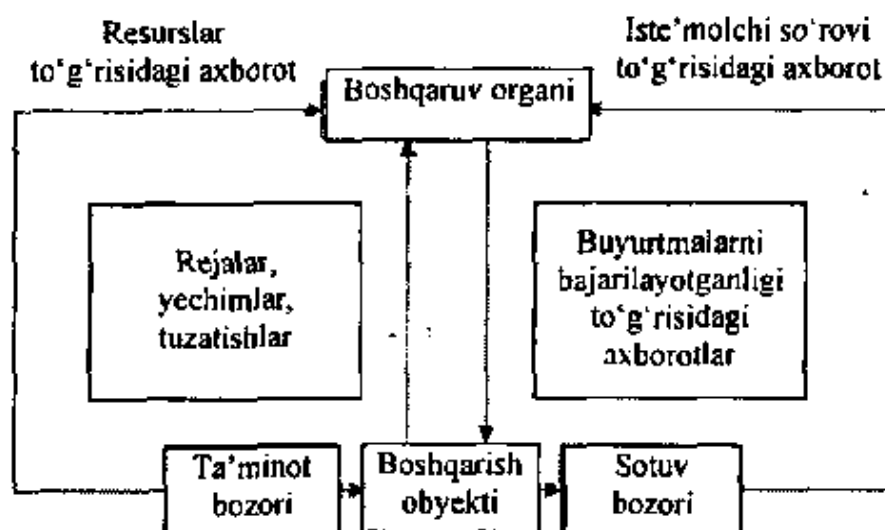 Resurslar
to‘g‘risidagi axborot
Iste’molchi so‘rovi
to‘g‘risidagi axborot
Boshqaruv organi
Rejalar,
yechimlar,
tuzatishlar
Buyurtmalarni
bajarilayotganligi
to‘g‘risidagi
axborotlar
Ta’minot
bozori
Boshqarish
obyekti
Sotuv
bozori